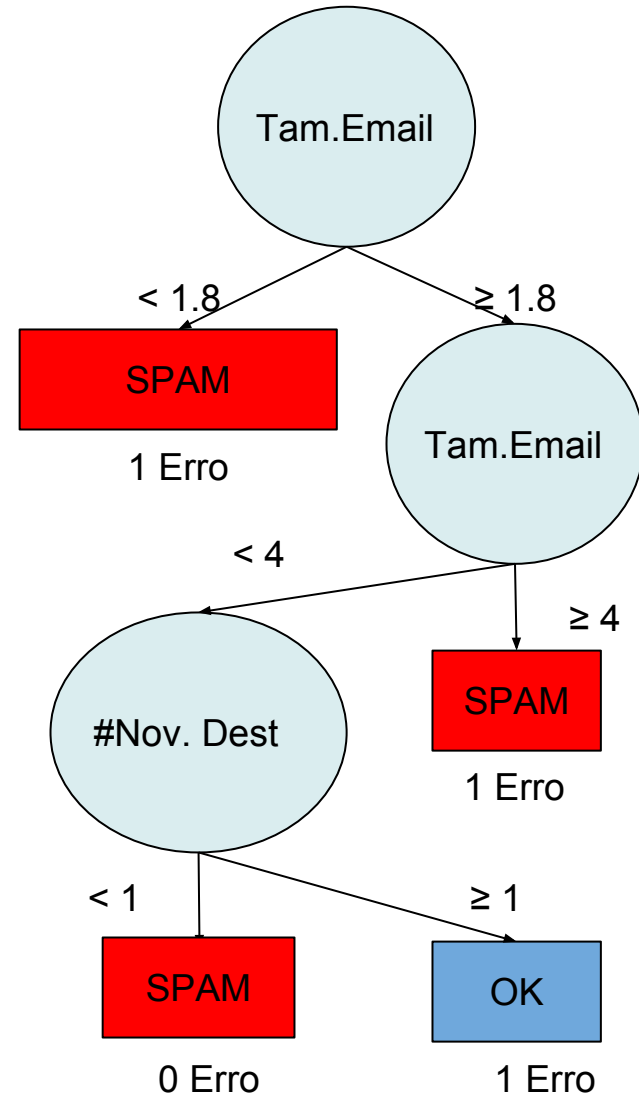 Tam.Email
< 1.8
≥ 1.8
SPAM
1 Erro
Tam.Email
< 4
≥ 4
#Nov. Dest
SPAM
1 Erro
< 1
≥ 1
SPAM
OK
0 Erro
1 Erro